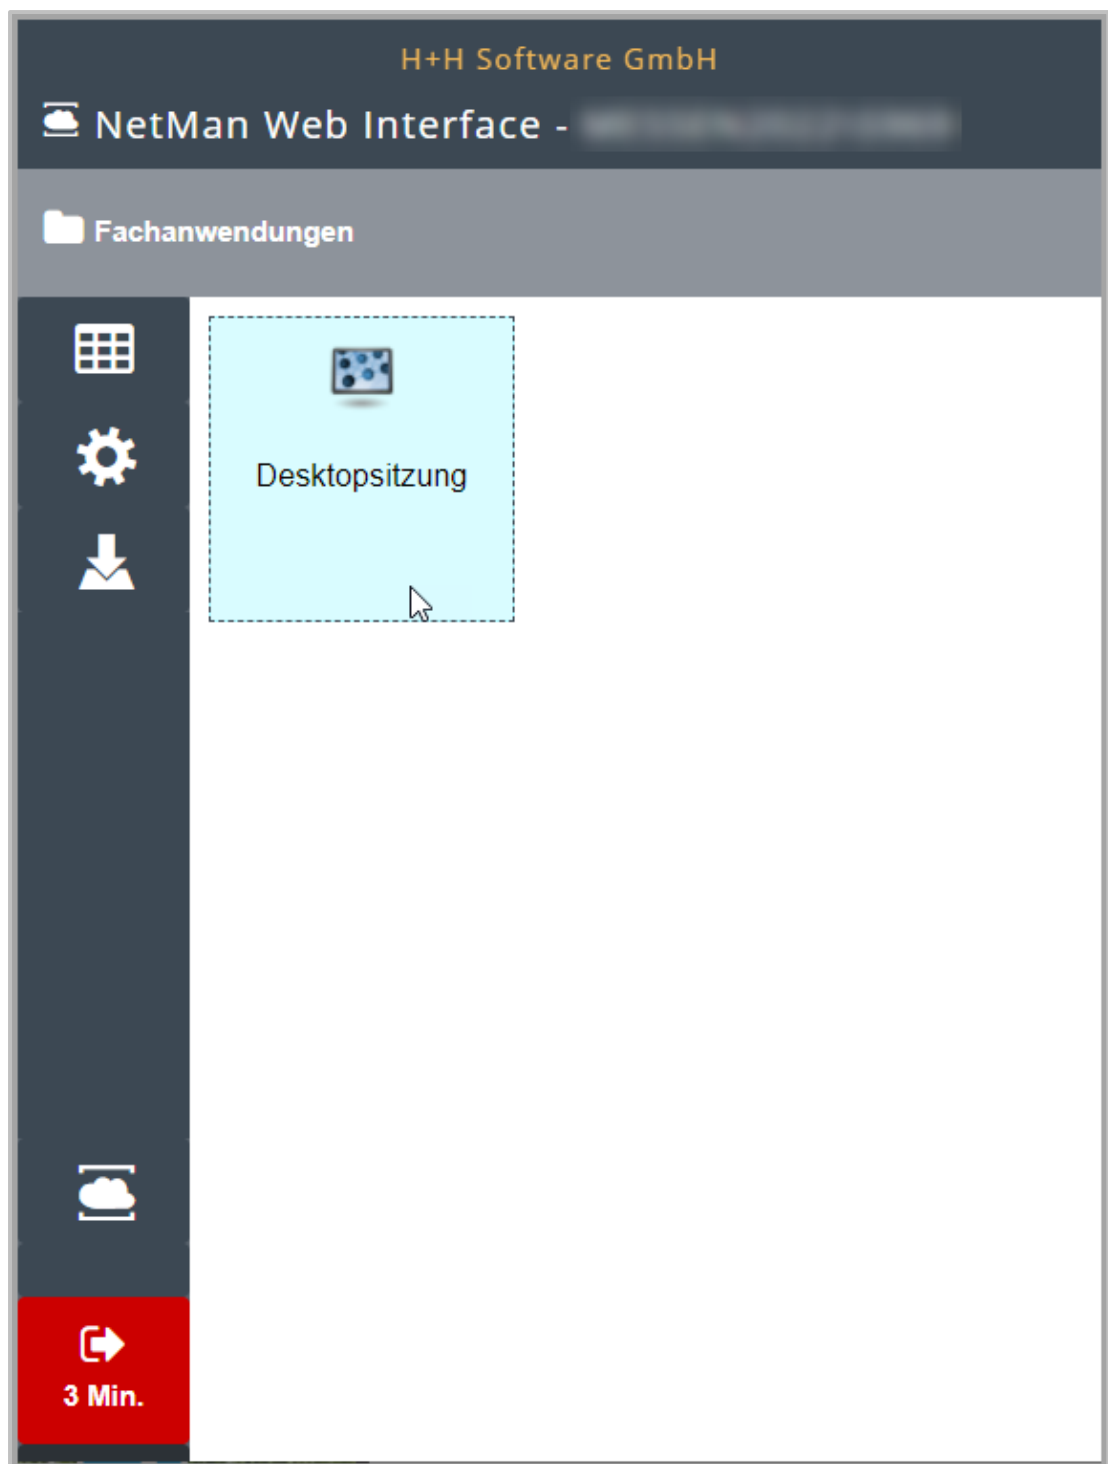 H+H Software GmbH
NetMan Web Interface -
Fachanwendungen
Desktopsitzung
3 Min.